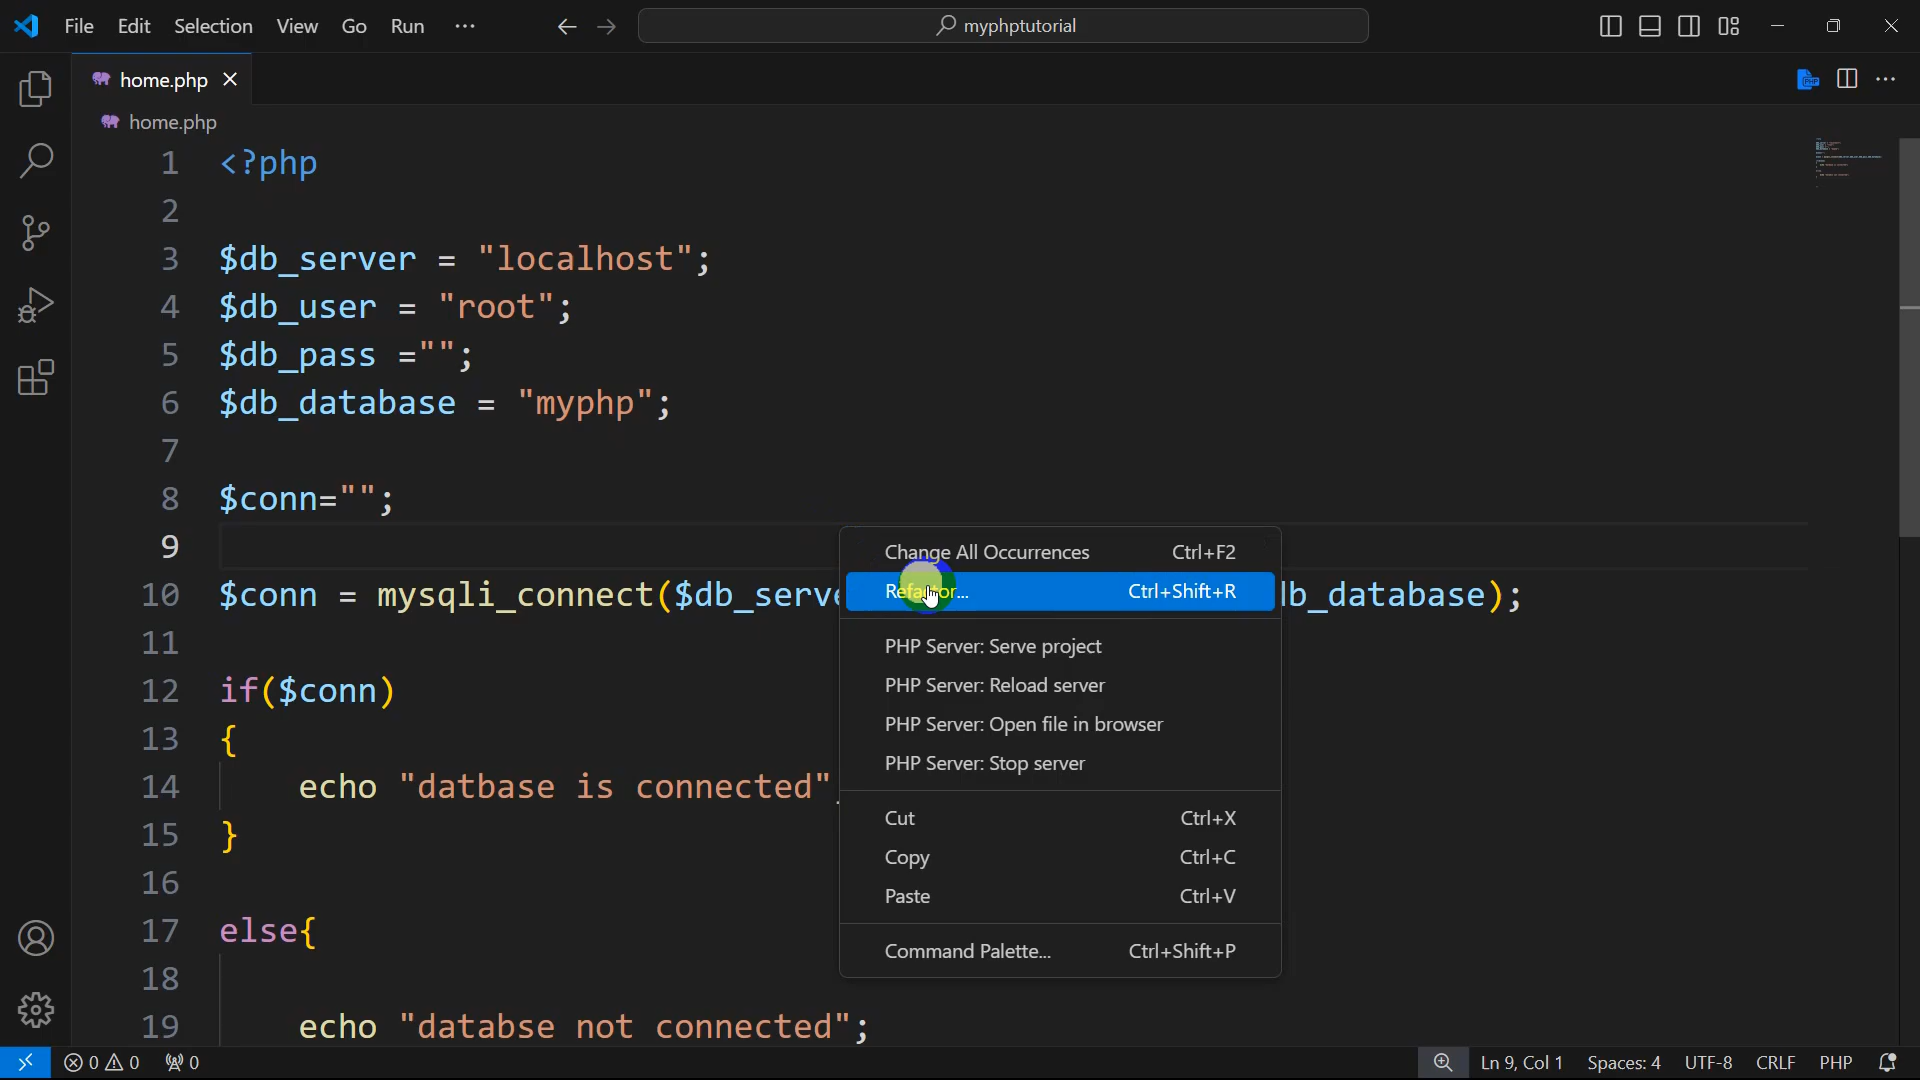 File Edit Selection View Go Run ··· myphptutorial
home.php
home.php
1 <?php
2
3 $db_server = "localhost";
4 $db_user = "root";
5 $db_pass ="";
6 $db_database = "myphp";
7
8 $conn="";
9
10 $conn = mysqli_connect($db_serve b_database);
11
12 if($conn)
13 {
14 echo "datbase is connected"
15 }
16
17 else{
18
19 echo "databse not connected";
Change All Occurrences Ctrl+F2
Refactor... Ctrl+Shift+R
PHP Server: Serve project
PHP Server: Reload server
PHP Server: Open file in browser
PHP Server: Stop server
Cut Ctrl+X
Copy Ctrl+C
Paste Ctrl+V
Command Palette... Ctrl+Shift+P
0 0 0 Ln 9, Col 1 Spaces: 4 UTF-8 CRLF PHP